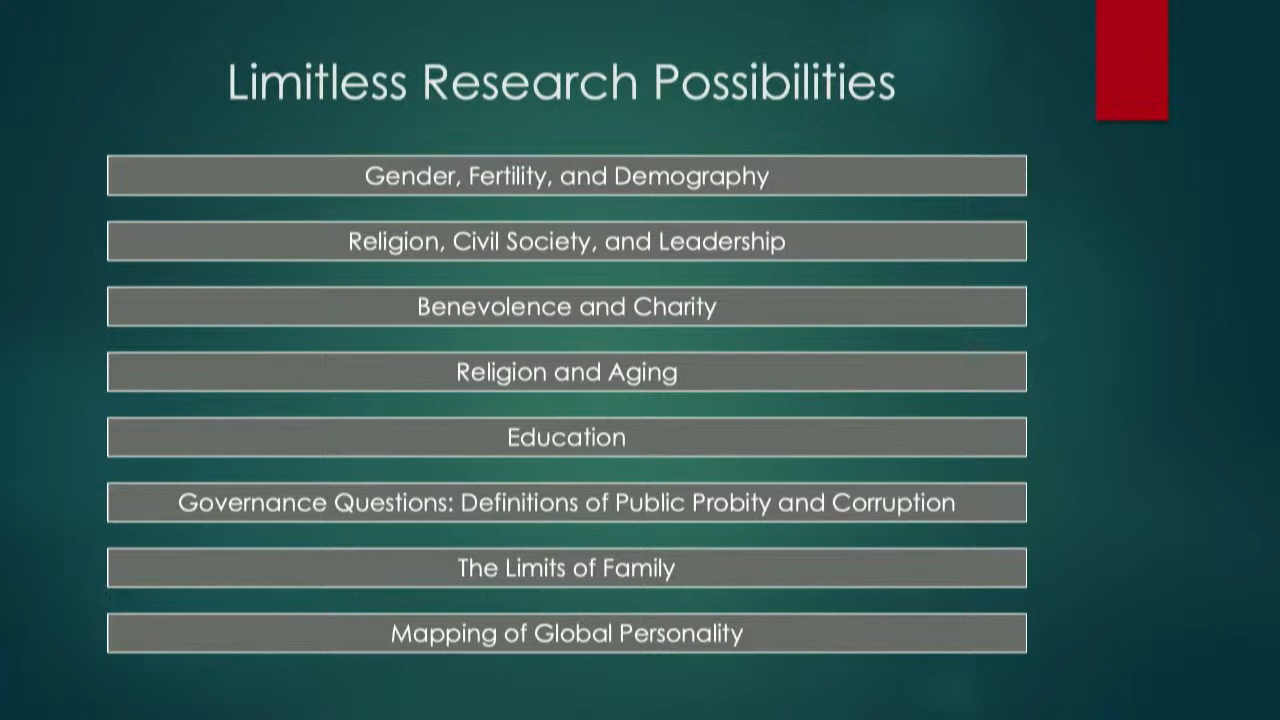 Limitless Research Possibilities
Gender, Fertility, and Demography
Religion, Civil Society, and Leadership
Benevolence and Charity
Religion and Aging
Education
Governance Questions: Definitions of Public Probity and Corruption
The Limits of Family
Mapping of Global Personality